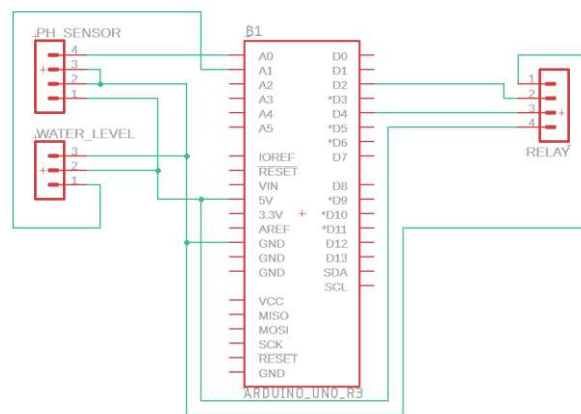 PH_SENSOR
4
3
2
1
WATER_LEVEL
3
2
1
B1
A0
A1
A2
A3
A4
A5
IOREF
RESET
VIN
5V
3.3V
AREF
GND
GND
GND
VCC
MISO
MOSI
SCK
RESET
GND
D0
D1
D2
*D3
D4
*D5
*D6
D7
D8
*D9
*D10
*D11
D12
D13
SDA
SCL
ARDUINO_UNO_R3
1
2
3
4
RELAY